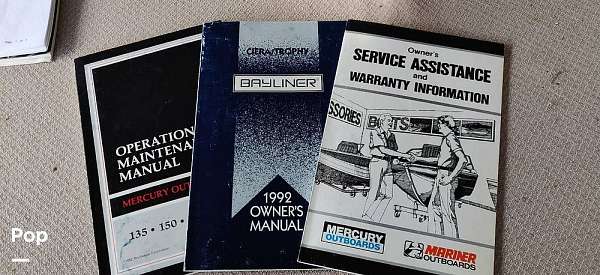 OPERATION
MAINTENA
MANUAL
MERCURY OUT
135 • 150 •
CIERA/TROPHY
BAYLINER
1992
OWNER'S
MANUAL
Owner's
SERVICE ASSISTANCE
and
WARRANTY INFORMATION
SSORIES
BOATS
MERCURY
OUTBOARDS
MARINER
OUTBOARDS
Pop